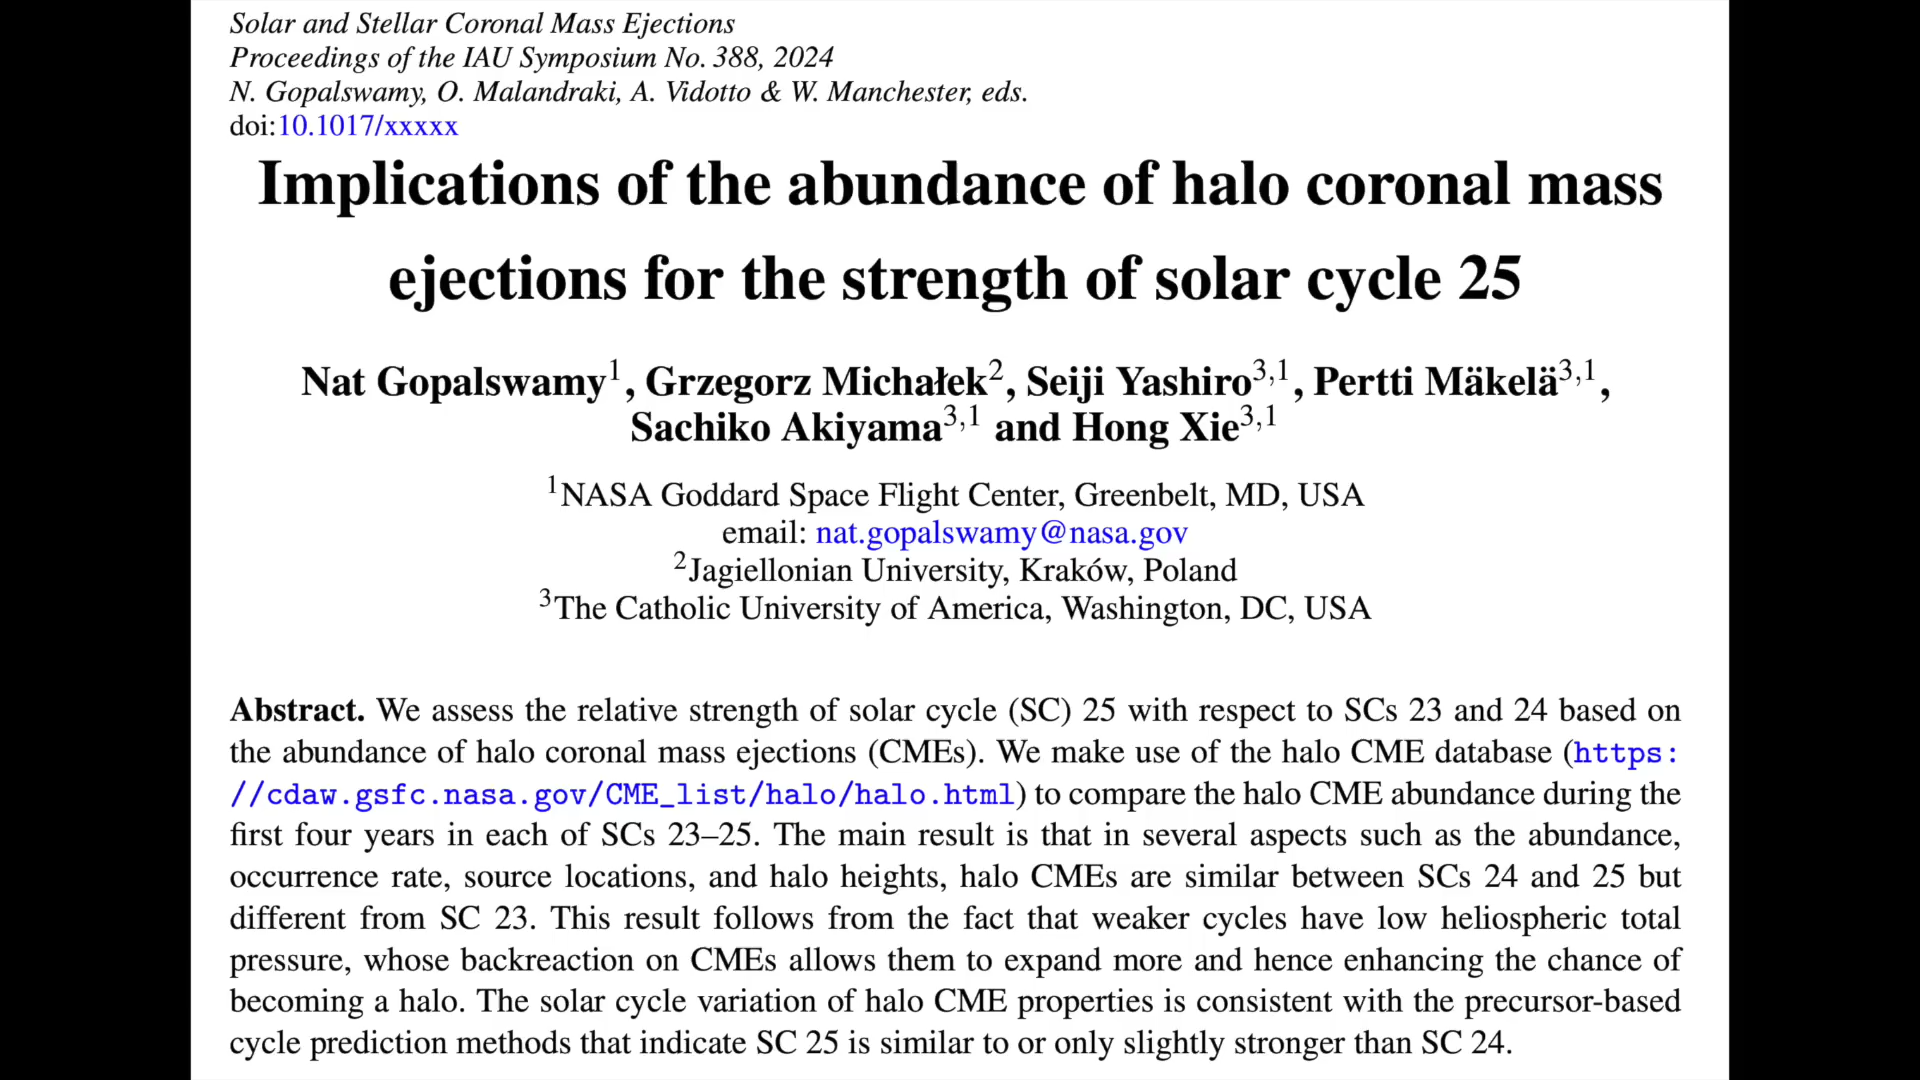 Solar and Stellar Coronal Mass Ejections
Proceedings of the IAU Symposium No. 388, 2024
N. Gopalswamy, O. Malandraki, A. Vidotto & W. Manchester, eds.
doi:10.1017/xxxxx
Implications of the abundance of halo coronal mass
ejections for the strength of solar cycle 25
Nat Gopalswamy1, Grzegorz Michałek2, Seiji Yashiro3,1, Pertti Mäkelä3,1,
Sachiko Akiyama3,1 and Hong Xie3,1
1NASA Goddard Space Flight Center, Greenbelt, MD, USA
email: nat.gopalswamy@nasa.gov
2Jagiellonian University, Kraków, Poland
3The Catholic University of America, Washington, DC, USA
Abstract. We assess the relative strength of solar cycle (SC) 25 with respect to SCs 23 and 24 based on
the abundance of halo coronal mass ejections (CMEs). We make use of the halo CME database (https:
//cdaw.gsfc.nasa.gov/CME_list/halo/halo.html) to compare the halo CME abundance during the
first four years in each of SCs 23–25. The main result is that in several aspects such as the abundance,
occurrence rate, source locations, and halo heights, halo CMEs are similar between SCs 24 and 25 but
different from SC 23. This result follows from the fact that weaker cycles have low heliospheric total
pressure, whose backreaction on CMEs allows them to expand more and hence enhancing the chance of
becoming a halo. The solar cycle variation of halo CME properties is consistent with the precursor-based
cycle prediction methods that indicate SC 25 is similar to or only slightly stronger than SC 24.